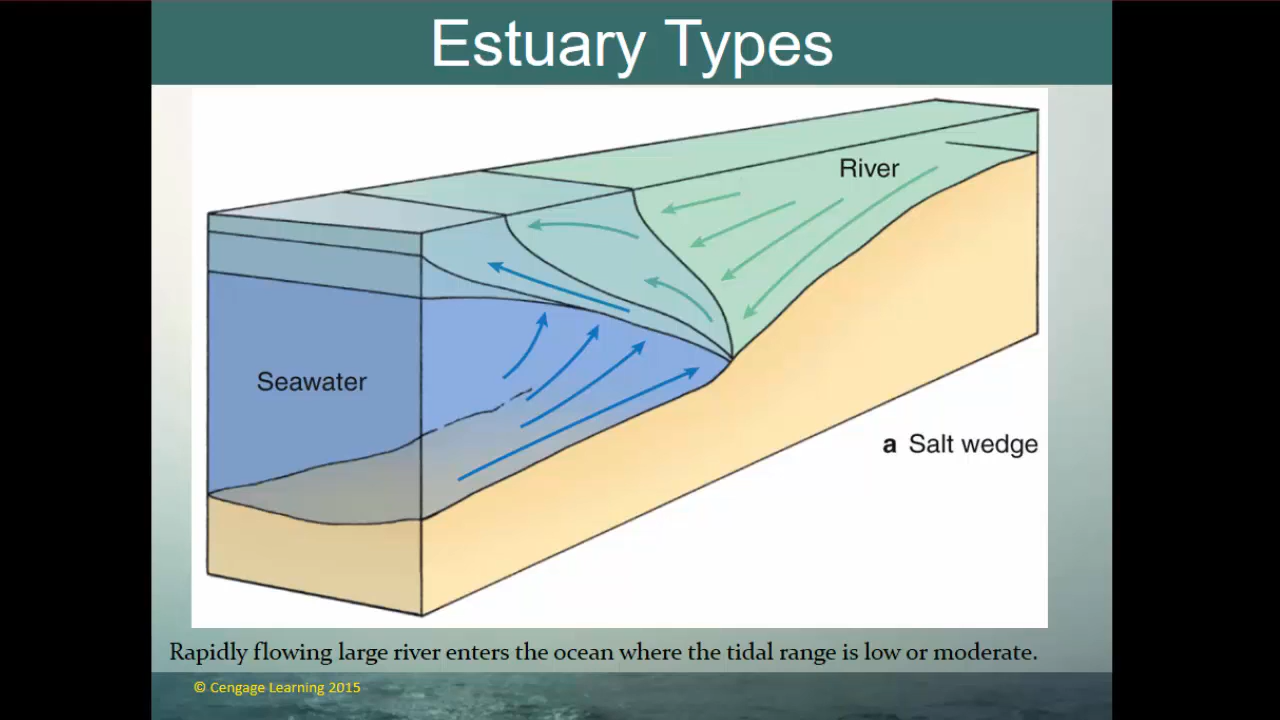 Estuary Types
River
Seawater
a Salt wedge
Rapidly flowing large river enters the ocean where the tidal range is low or moderate.
© Cengage Learning 2015